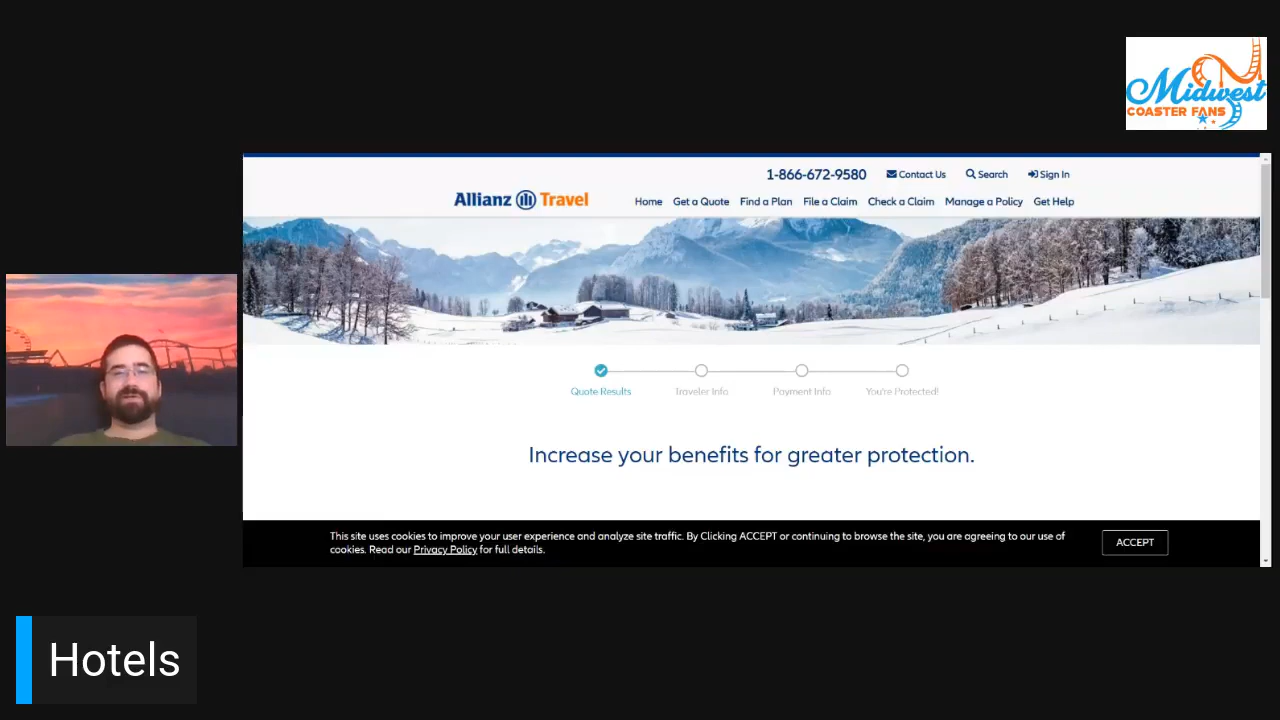 Midwest
COASTER FANS
1-866-672-9580 Contact Us Search Sign In
Allianz Travel Home Get a Quote Find a Plan File a Claim Check a Claim Manage a Policy Get Help
Quote Results Traveler Info Payment Info You're Protected!
Increase your benefits for greater protection.
This site uses cookies to improve your user experience and analyze site traffic. By Clicking ACCEPT or continuing to browse the site, you are agreeing to our use of
cookies. Read our Privacy Policy for full details.
ACCEPT
Hotels